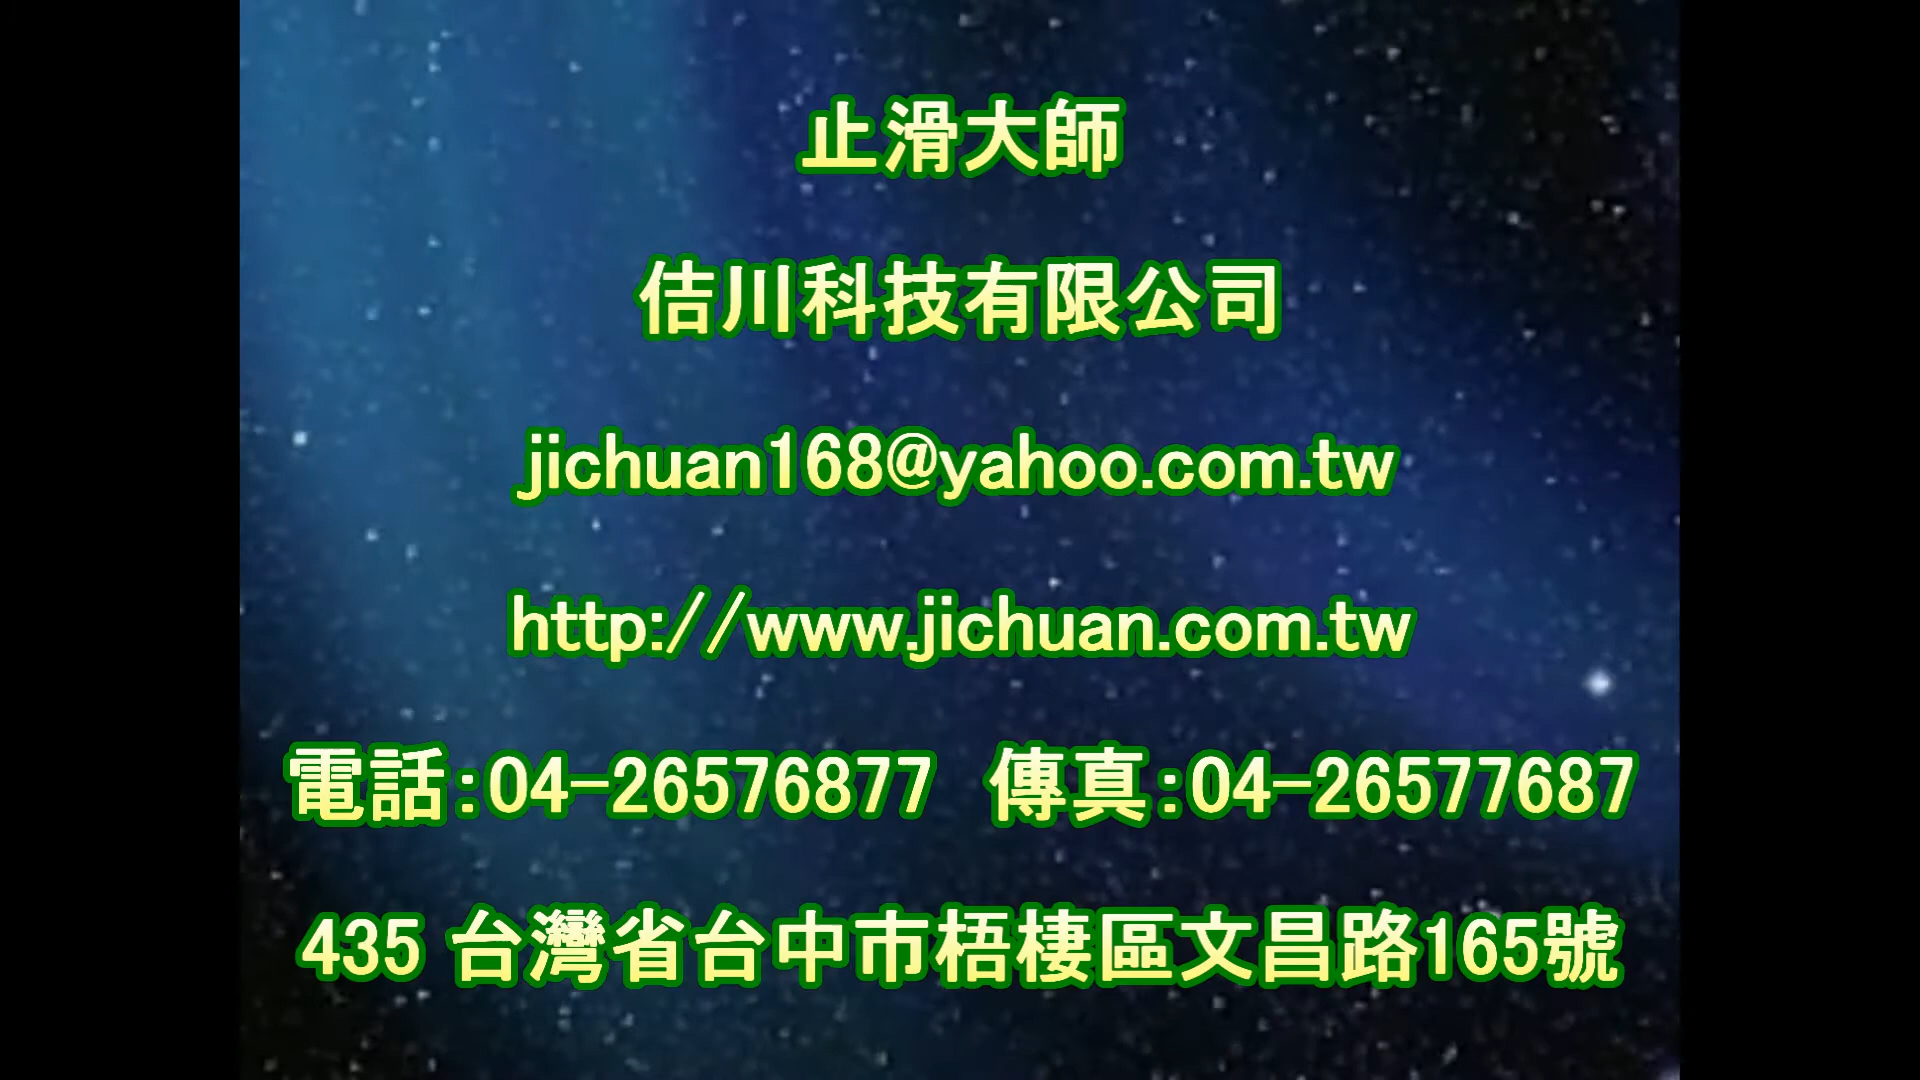 止滑大師
佶川科技有限公司
jichuan168@yahoo.com.tw
http://www.jichuan.com.tw
電話:04-26576877 傳真:04-26577687
435 台灣省台中市梧棲區文昌路165號